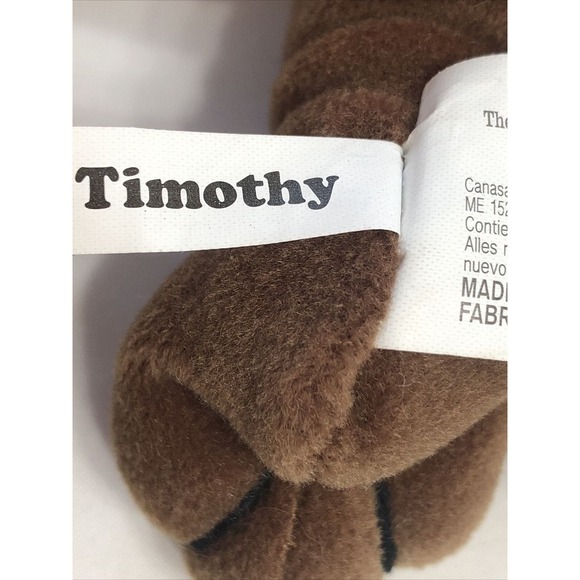 Timothy
The
Canasa
ME 152
Contie
Alles n
nuevo
MADE
FABR